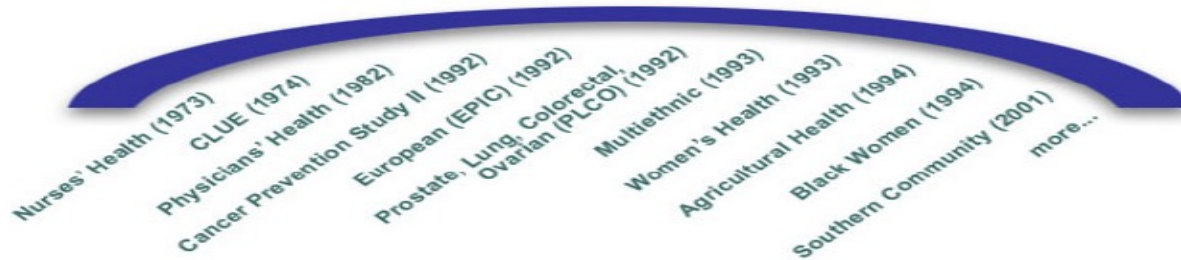 Nurses' Health (1973)
CLUE (1974)
Physicians' Health (1982)
Cancer Prevention Study II (1992)
European (EPIC) (1992)
Prostate, Lung, Colorectal,
Ovarian (PLCO) (1992)
Multiethnic (1993)
Women's Health (1993)
Agricultural Health (1994)
Black Women (1994)
Southern Community (2001)
more...